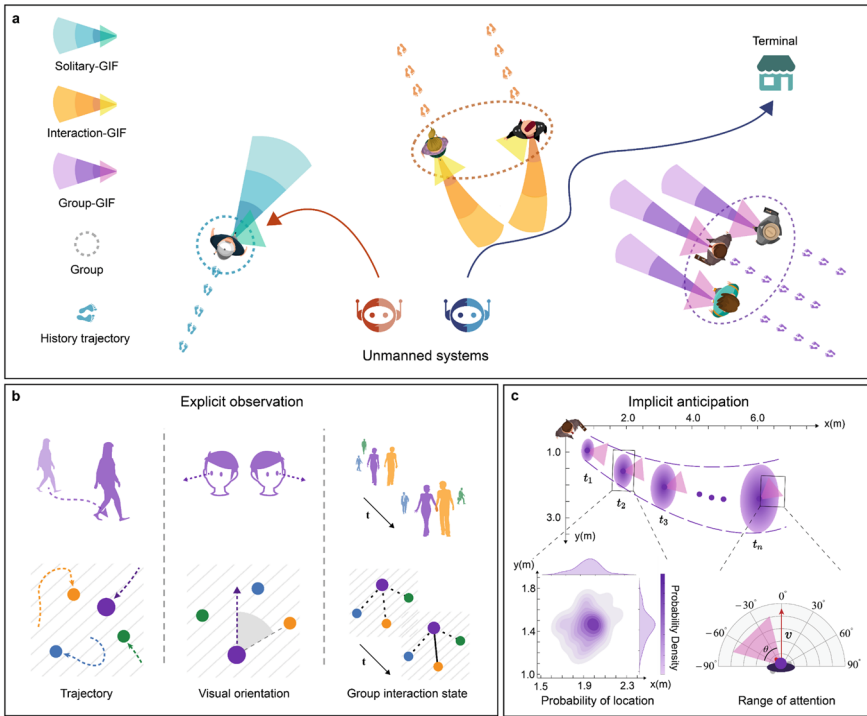 a
Solitary-GIF
Interaction-GIF
Group-GIF
Group
History trajectory
Terminal
Unmanned systems
b
Explicit observation
t
t
Trajectory
Visual orientation
Group interaction state
c
Implicit anticipation
2.0
4.0
6.0
x(m)
1.0
3.0
y(m)
t₁
t₂
t₃
tₙ
y(m)
1.8
1.6
1.4
1.0
1.5
2.0
2.3
x(m)
Probability Density
Probability of location
−90°
−60°
−30°
0°
30°
60°
90°
θ
v
Range of attention